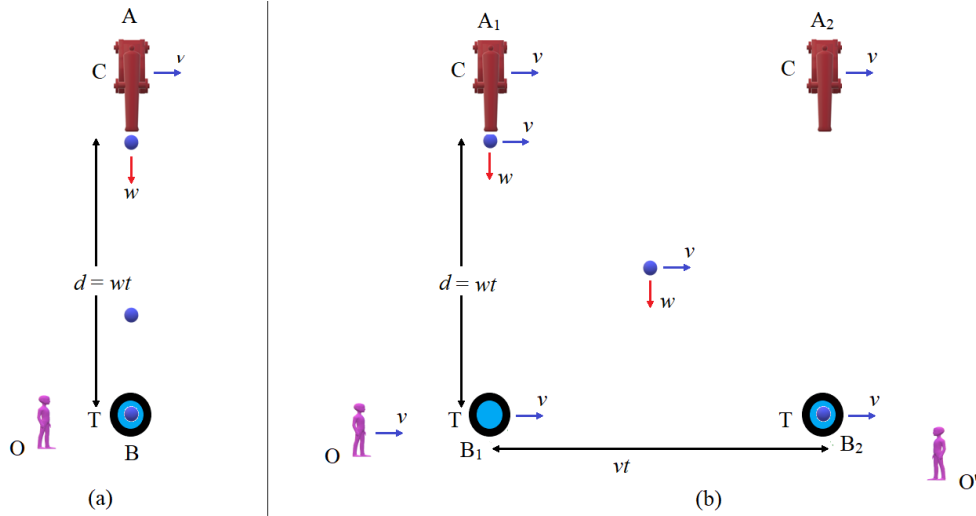 A
C
v
w
d = wt
T
O
B
(a)
A₁
A₂
C
v
C
v
v
w
v
d = wt
w
v
T
v
T
v
O
B₁
B₂
vt
O'
(b)